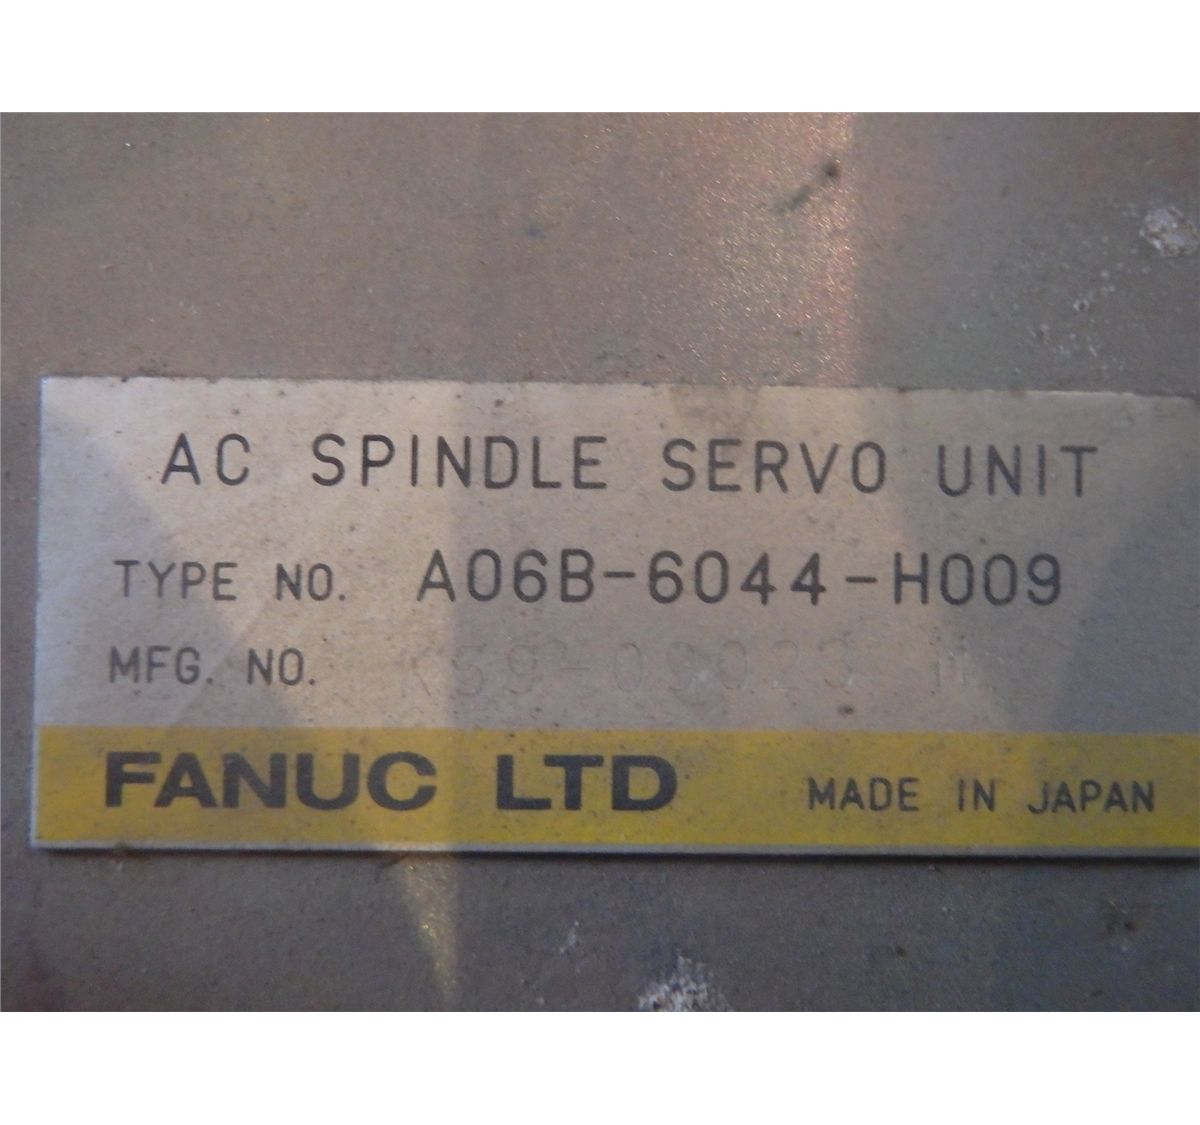 AC SPINDLE SERVO UNIT
TYPE NO. A06B-6044-H009
MFG. NO.
FANUC LTD MADE IN JAPAN